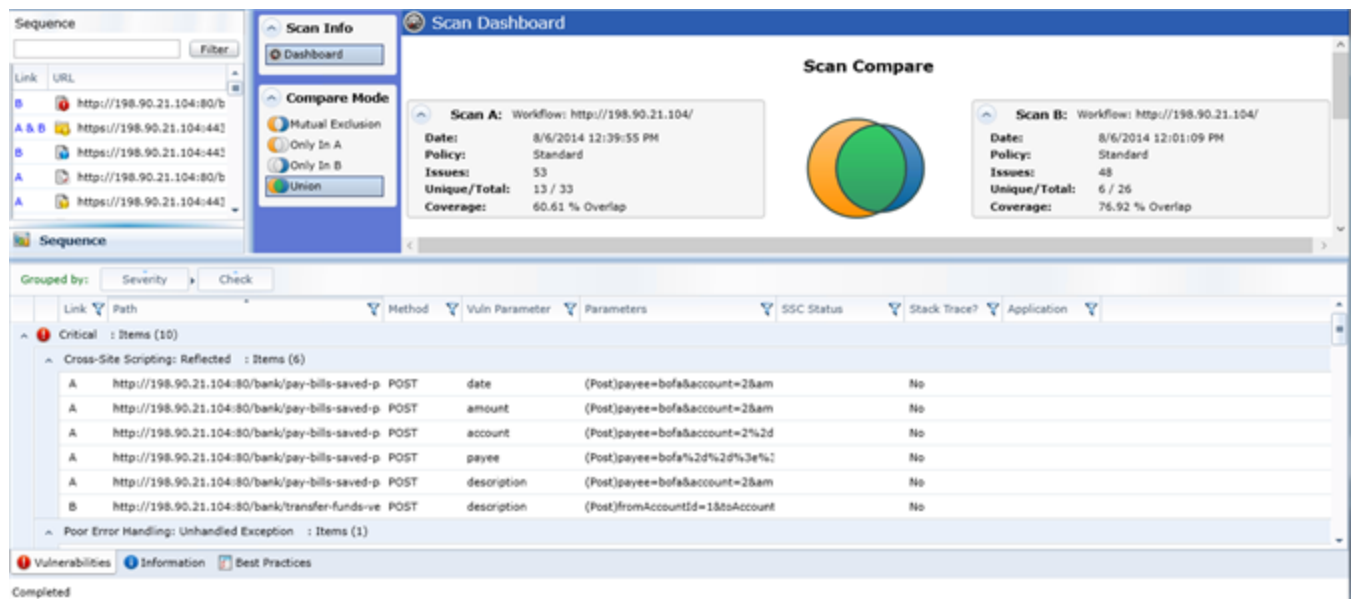 Sequence
Filter
Link URL
B http://198.90.21.104:80/b
A & B https://198.90.21.104:443
B https://198.90.21.104:443
A http://198.90.21.104:80/b
A https://198.90.21.104:443
Sequence
Scan Info
Dashboard
Compare Mode
Mutual Exclusion
Only In A
Only In B
Union
Scan Dashboard
Scan Compare
Scan A: Workflow: http://198.90.21.104/
Date: 8/6/2014 12:39:55 PM
Policy: Standard
Issues: 53
Unique/Total: 13 / 33
Coverage: 60.61 % Overlap
Scan B: Workflow: http://198.90.21.104/
Date: 8/6/2014 12:01:09 PM
Policy: Standard
Issues: 48
Unique/Total: 6 / 26
Coverage: 76.92 % Overlap
Grouped by: Severity Check
Link Path Method Vuln Parameter Parameters SSC Status Stack Trace? Application
Critical : Items (10)
Cross-Site Scripting: Reflected : Items (6)
A http://198.90.21.104:80/bank/pay-bills-saved-p POST date (Post)payee=bofa&account=2&am No
A http://198.90.21.104:80/bank/pay-bills-saved-p POST amount (Post)payee=bofa&account=2&am No
A http://198.90.21.104:80/bank/pay-bills-saved-p POST account (Post)payee=bofa&account=2%2d No
A http://198.90.21.104:80/bank/pay-bills-saved-p POST payee (Post)payee=bofa%2d%2d%3e%3 No
A http://198.90.21.104:80/bank/pay-bills-saved-p POST description (Post)payee=bofa&account=2&am No
B http://198.90.21.104:80/bank/transfer-funds-ve POST description (Post)fromAccountId=1&toAccount No
Poor Error Handling: Unhandled Exception : Items (1)
Vulnerabilities Information Best Practices
Completed